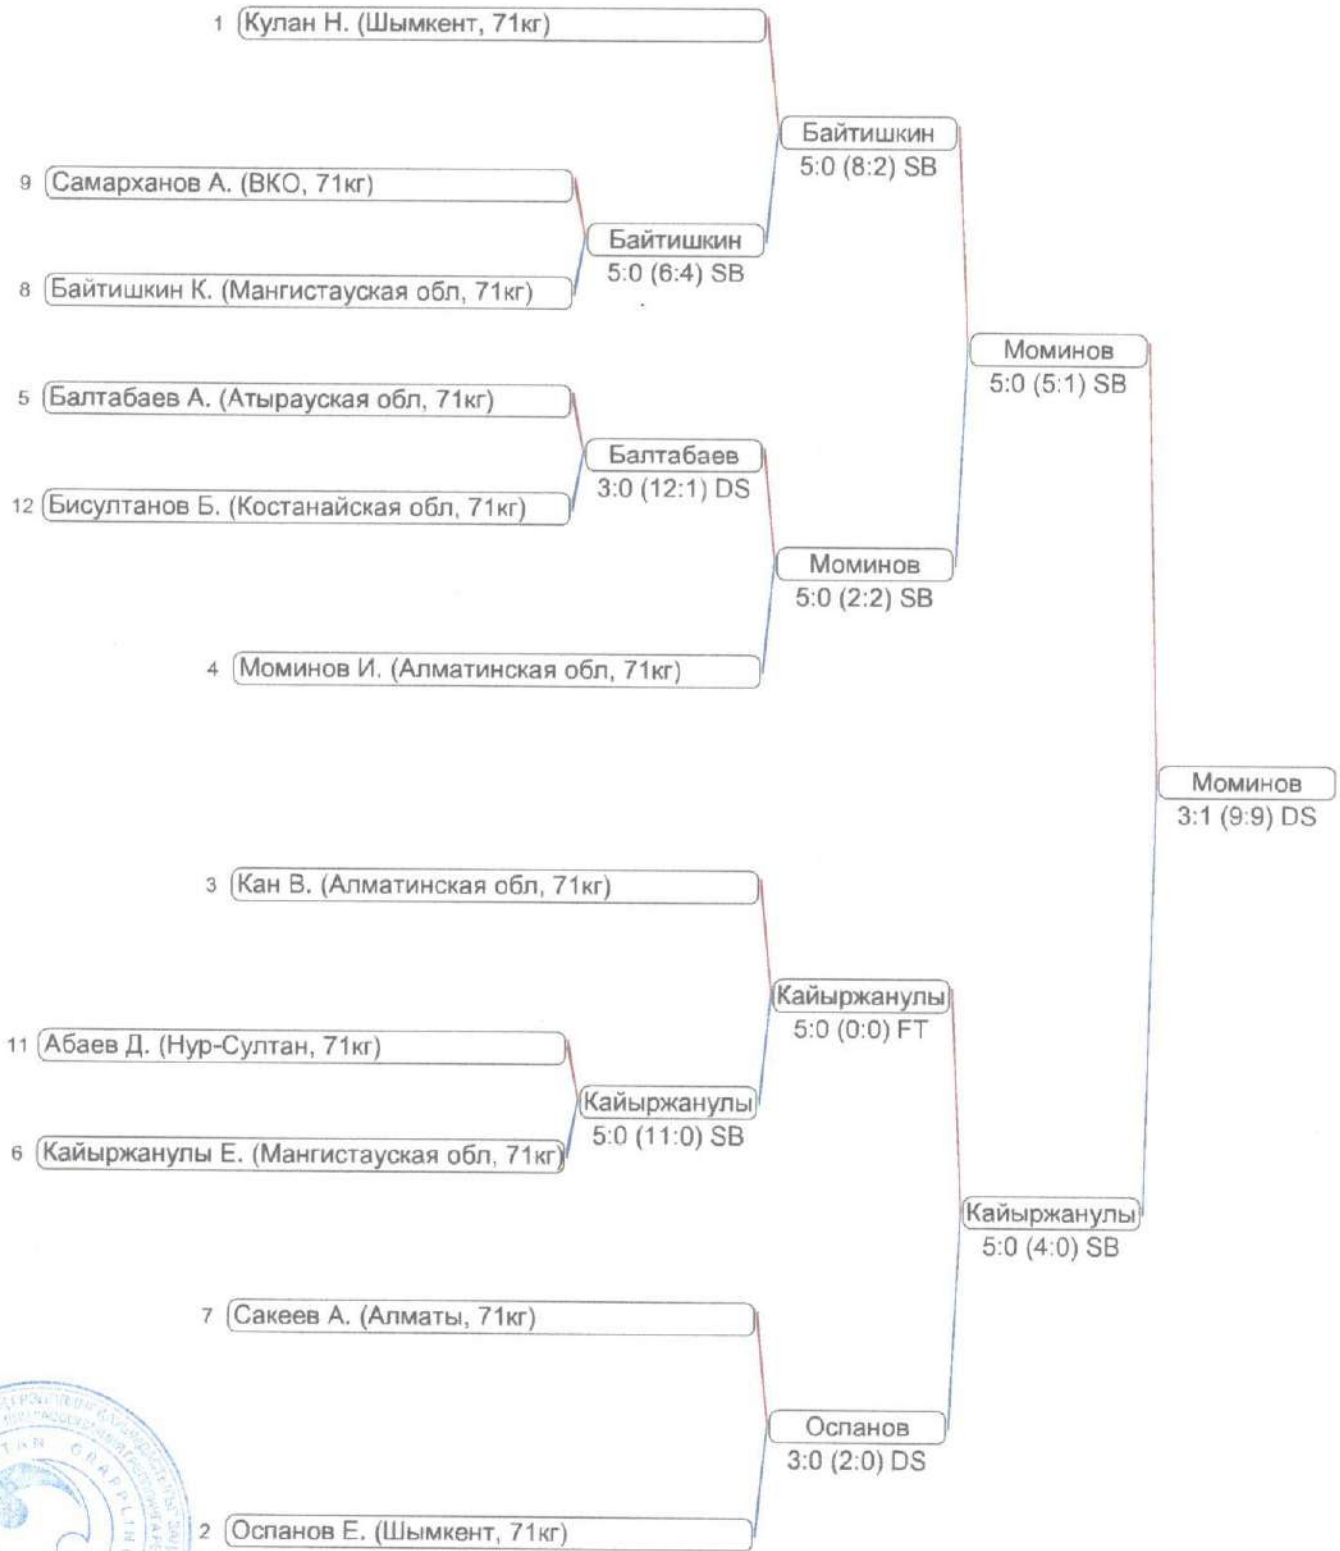 1 Кулан Н. (Шымкент, 71кг)
Байтишкин
5:0 (8:2) SB
9 Самарханов А. (ВКО, 71кг)
Байтишкин
5:0 (6:4) SB
8 Байтишкин К. (Мангистауская обл, 71кг)
Моминов
5:0 (5:1) SB
5 Балтабаев А. (Атырауская обл, 71кг)
Балтабаев
3:0 (12:1) DS
12 Бисултанов Б. (Костанайская обл, 71кг)
Моминов
5:0 (2:2) SB
4 Моминов И. (Алматинская обл, 71кг)
Моминов
3:1 (9:9) DS
3 Кан В. (Алматинская обл, 71кг)
Кайыржанулы
5:0 (0:0) FT
11 Абаев Д. (Нур-Султан, 71кг)
Кайыржанулы
5:0 (11:0) SB
6 Кайыржанулы Е. (Мангистауская обл, 71кг)
Кайыржанулы
5:0 (4:0) SB
7 Сакеев А. (Алматы, 71кг)
Оспанов
3:0 (2:0) DS
2 Оспанов Е. (Шымкент, 71кг)